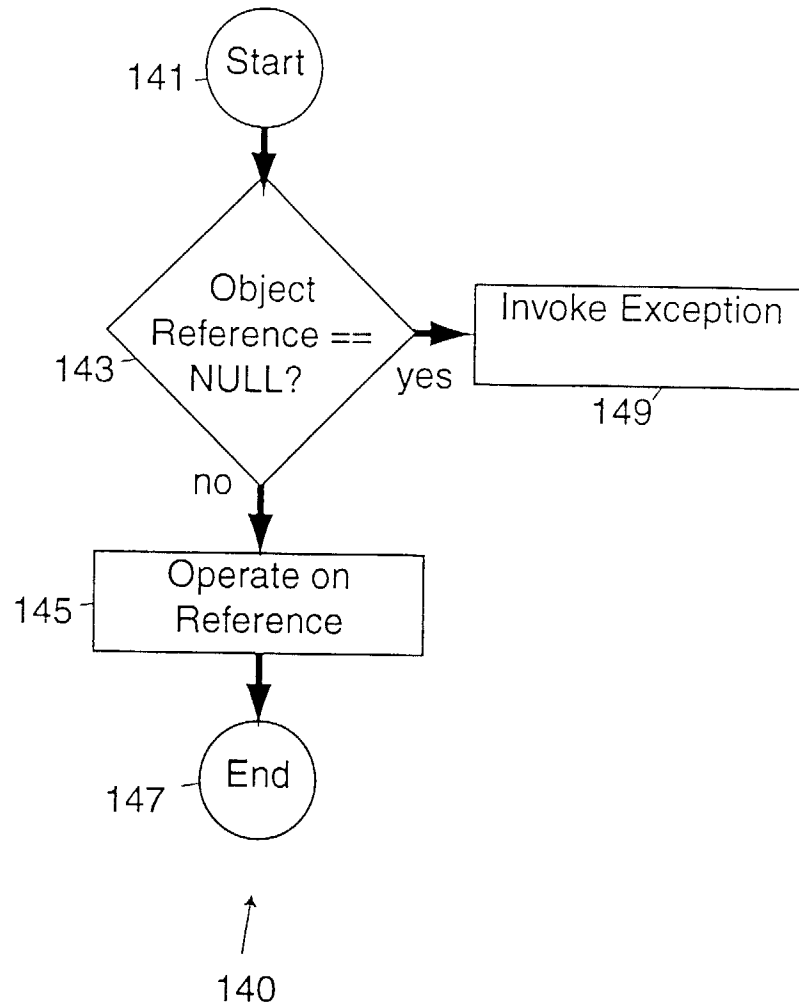 Start
141
Object
Reference ==
NULL?
143
yes
Invoke Exception
149
no
Operate on
Reference
145
End
147
140